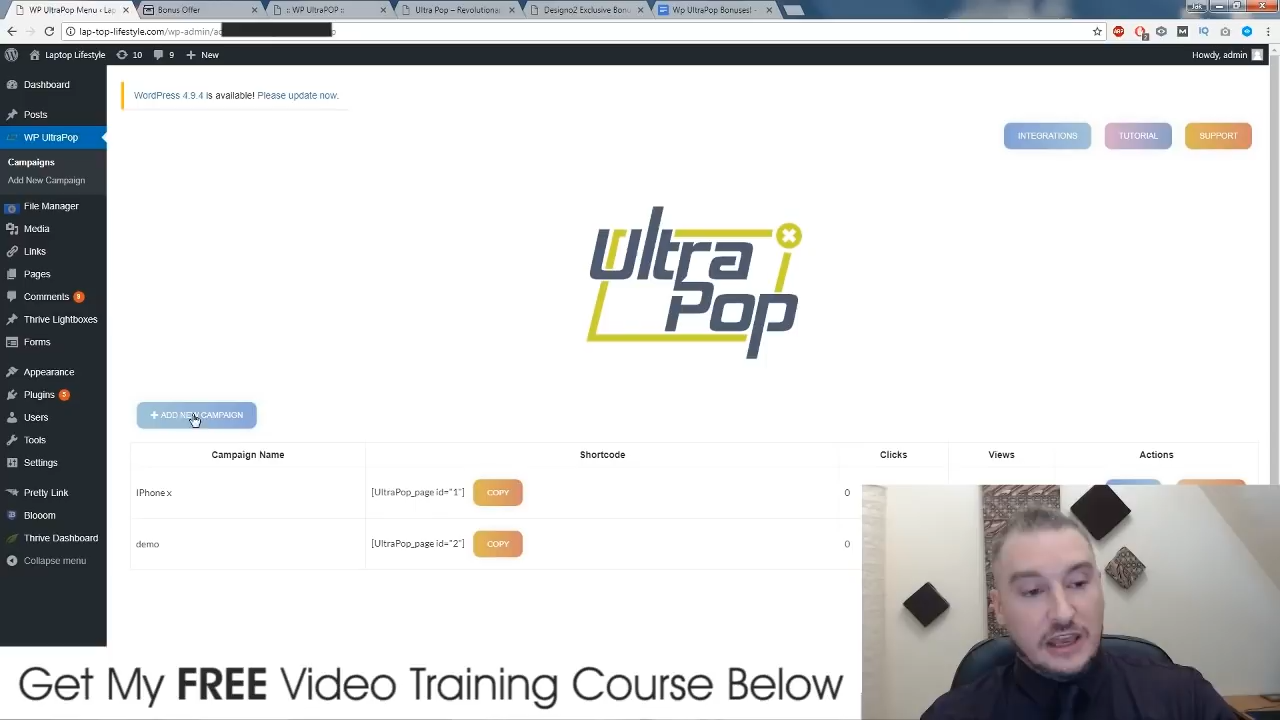 WP UltraPop Menu ‹ Lap
Bonus Offer
:: WP UltraPOP ::
Ultra Pop – Revolutiona
Designo2 Exclusive Bonu
Wp UltraPop Bonuses! -
Jek
lap-top-lifestyle.com/wp-admin/ad
Laptop Lifestyle
10
9
+ New
Howdy, admin
Dashboard
Posts
WP UltraPop
Campaigns
Add New Campaign
File Manager
Media
Links
Pages
Comments
Thrive Lightboxes
Forms
Appearance
Plugins
Users
Tools
Settings
Pretty Link
Blooom
Thrive Dashboard
Collapse menu
WordPress 4.9.4 is available! Please update now.
INTEGRATIONS
TUTORIAL
SUPPORT
Ultra
Pop
+ ADD NEW CAMPAIGN
Campaign Name
Shortcode
Clicks
Views
Actions
IPhone x
[UltraPop_page id="1"]
COPY
0
demo
[UltraPop_page id="2"]
COPY
0
Get My FREE Video Training Course Below